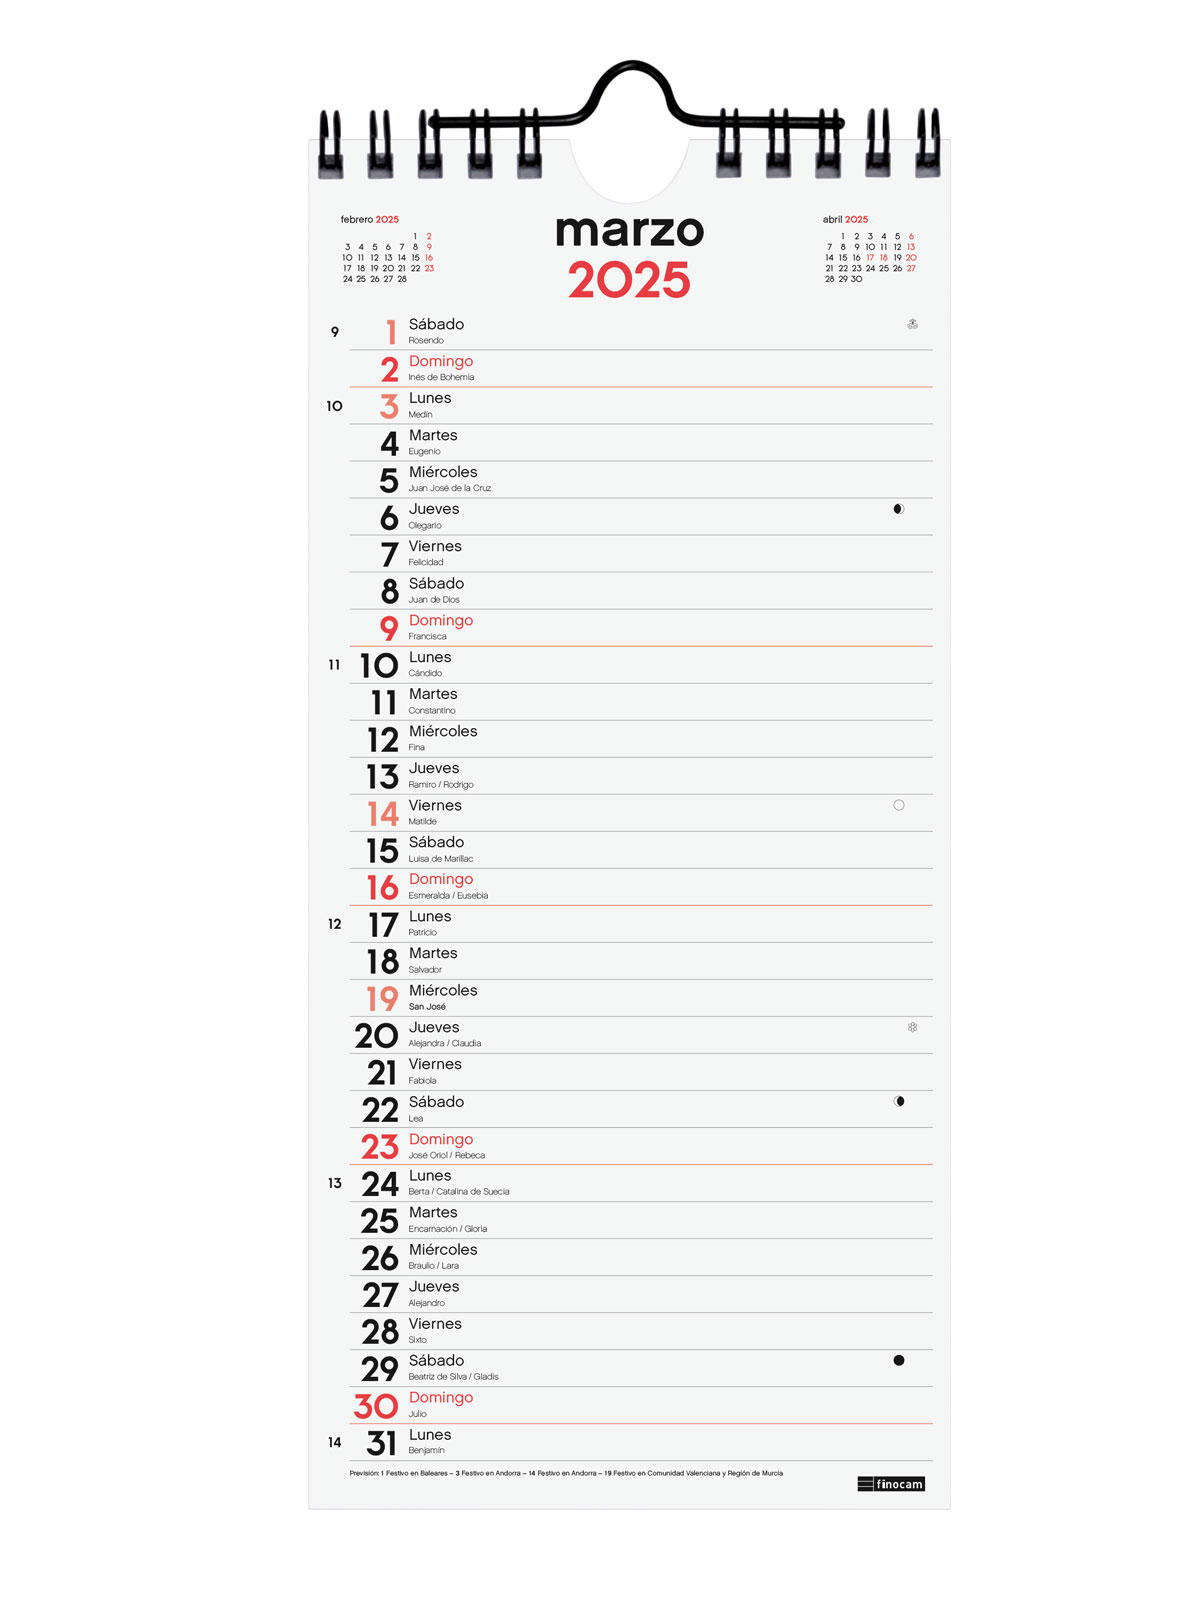 febrero 2025
1 2
3 4 5 6 7 8 9
10 11 12 13 14 15 16
17 18 19 20 21 22 23
24 25 26 27 28
marzo
2025
abril 2025
1 2 3 4 5 6
7 8 9 10 11 12 13
14 15 16 17 18 19 20
21 22 23 24 25 26 27
28 29 30
9 1 Sábado
Rosendo
2 Domingo
Inés de Bohemia
10 3 Lunes
Medín
4 Martes
Eugenio
5 Miércoles
Juan José de la Cruz
6 Jueves
Olegario
7 Viernes
Felicidad
8 Sábado
Juan de Dios
9 Domingo
Francisca
11 10 Lunes
Cándido
11 Martes
Constantino
12 Miércoles
Fina
13 Jueves
Ramiro / Rodrigo
14 Viernes
Matilde
15 Sábado
Luisa de Marillac
16 Domingo
Esmeralda / Eusebia
12 17 Lunes
Patricio
18 Martes
Salvador
19 Miércoles
San José
20 Jueves
Alejandra / Claudia
21 Viernes
Fabiola
22 Sábado
Lea
23 Domingo
José Oriol / Rebeca
13 24 Lunes
Berta / Catalina de Suecia
25 Martes
Encarnación / Gloria
26 Miércoles
Braulio / Lara
27 Jueves
Alejandro
28 Viernes
Sixto
29 Sábado
Beatriz de Silva / Gladis
30 Domingo
Julio
14 31 Lunes
Benjamín
Previsión: 1 Festivo en Baleares – 3 Festivo en Andorra – 14 Festivo en Andorra – 19 Festivo en Comunidad Valenciana y Región de Murcia
finocam